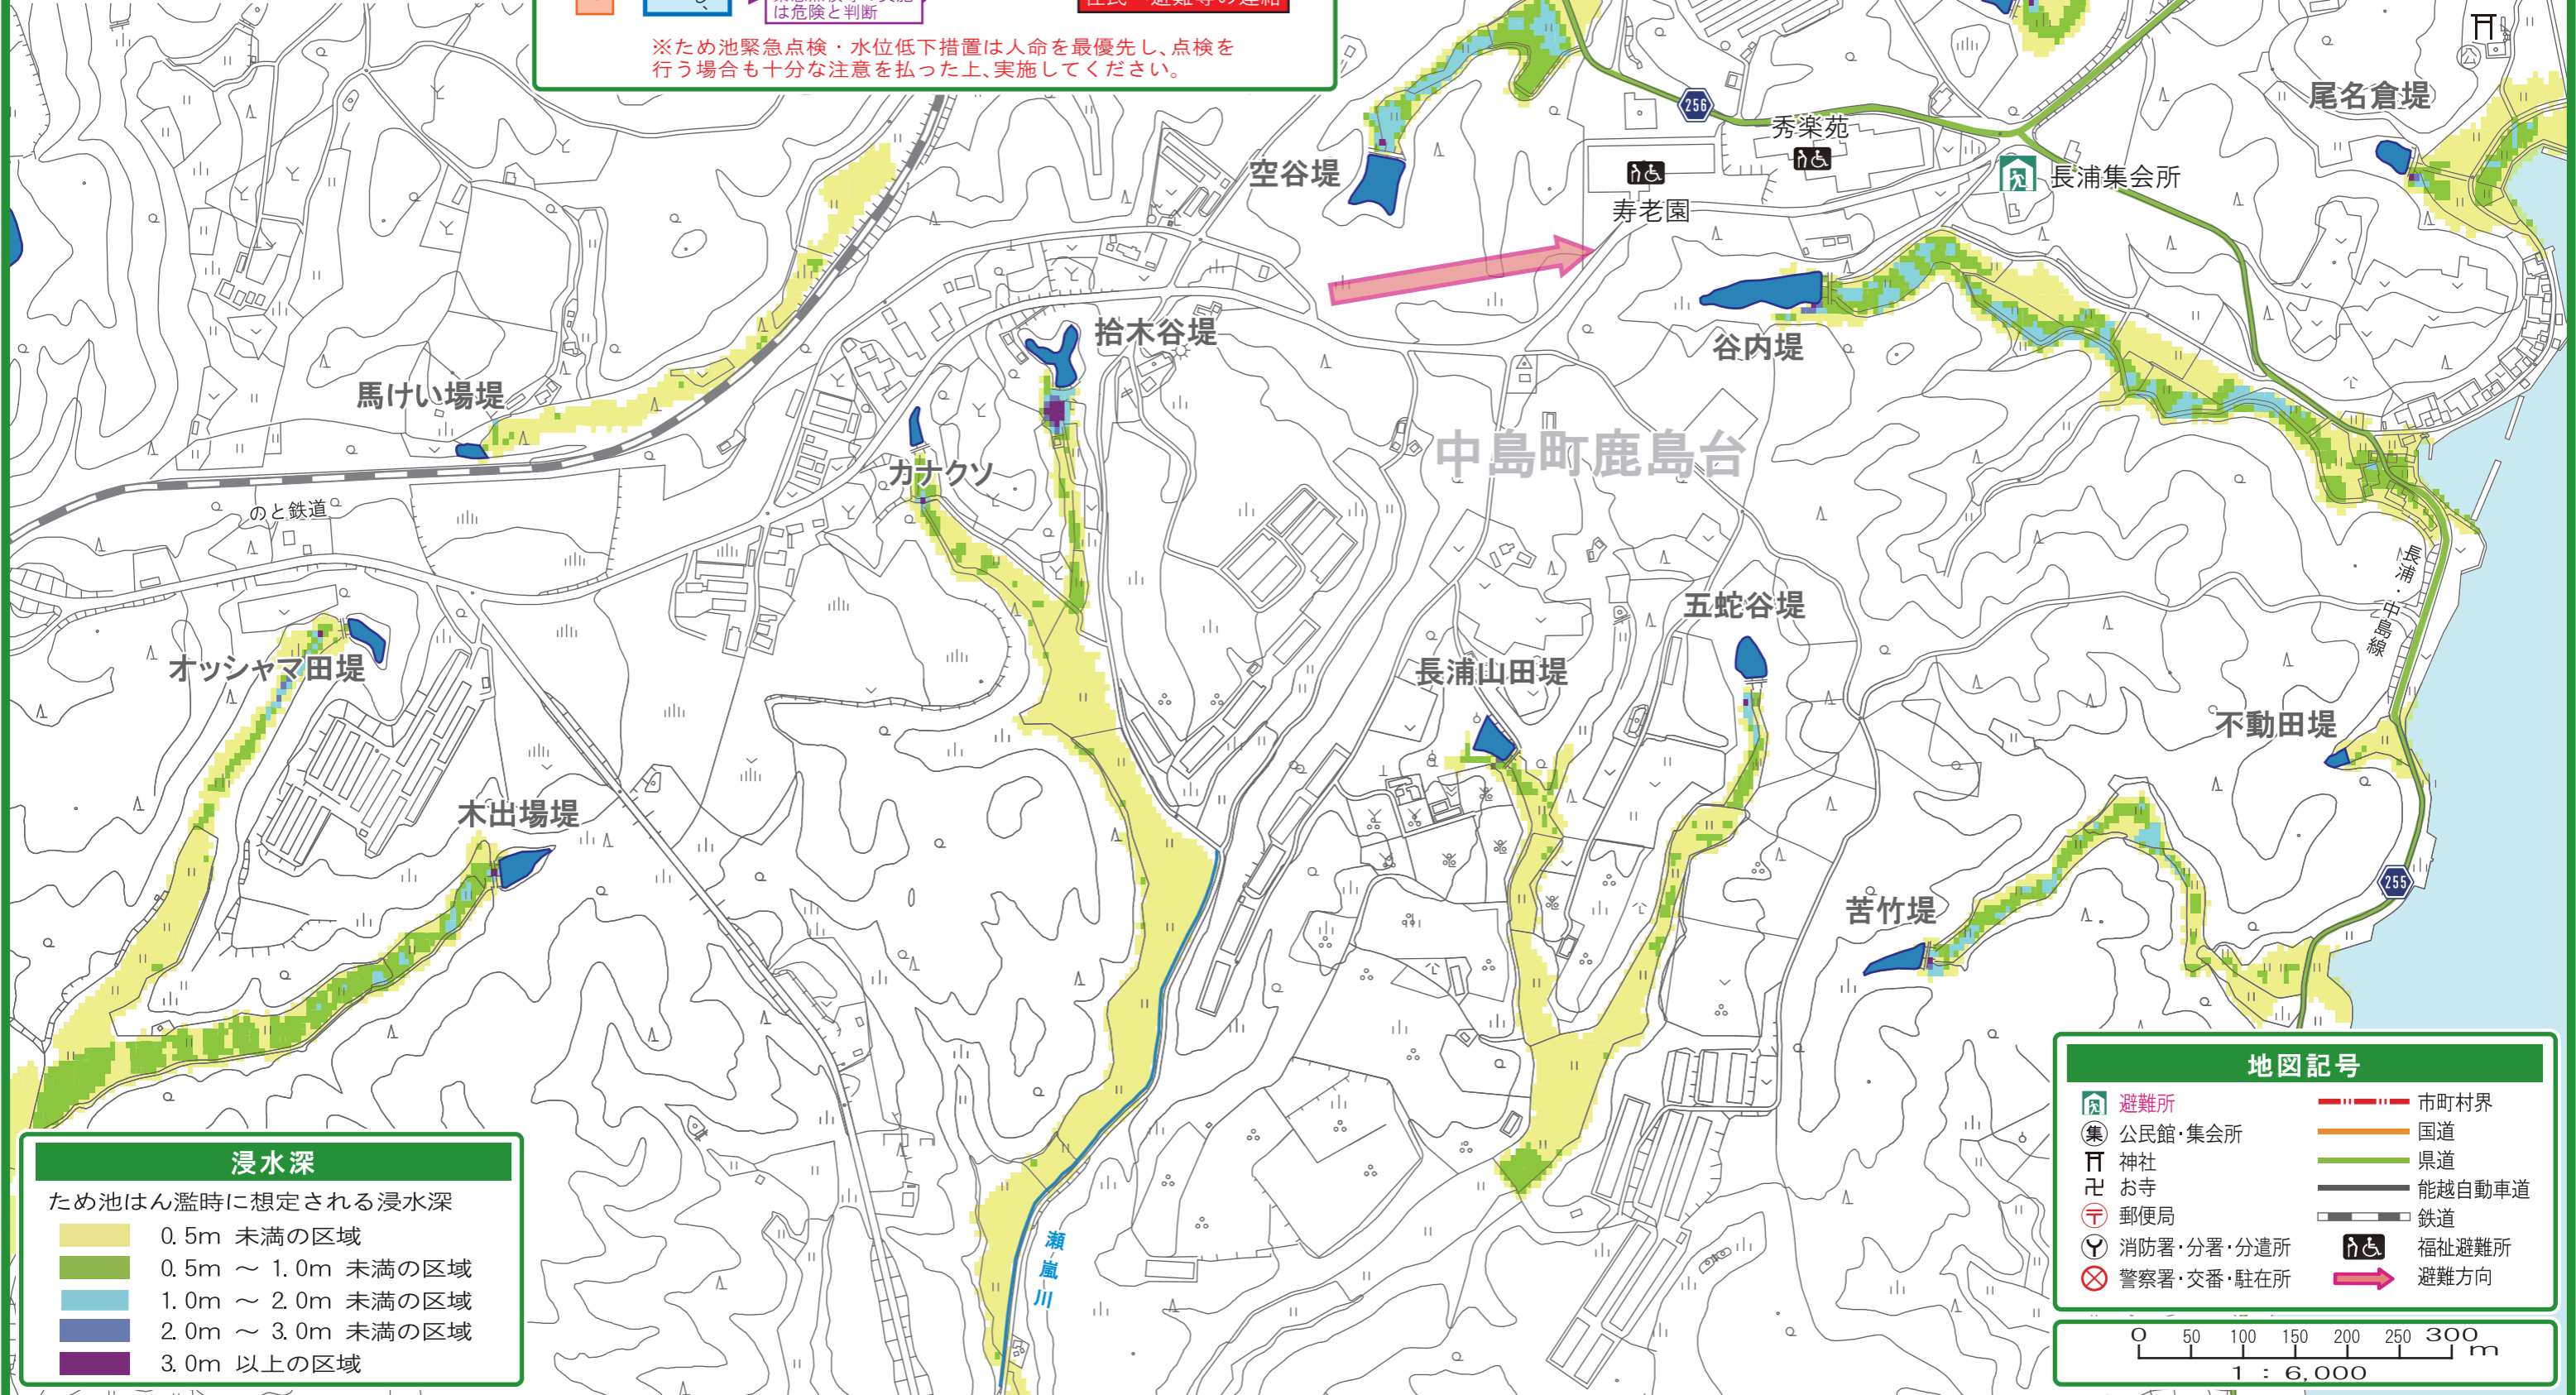 は危険と判断
※ため池緊急点検・水位低下措置は人命を最優先し、点検を
行う場合も十分な注意を払った上、実施してください。
256
秀楽苑
空谷堤
寿老園
長浦集会所
尾名倉堤
公
拾木谷堤
谷内堤
馬けい場堤
カナクソ
中島町鹿島台
のと鉄道
長浦・中島線
五蛇谷堤
オッシャマ田堤
長浦山田堤
不動田堤
木出場堤
255
苦竹堤
瀬嵐川
浸水深
ため池はん濫時に想定される浸水深
0.5m 未満の区域
0.5m ～ 1.0m 未満の区域
1.0m ～ 2.0m 未満の区域
2.0m ～ 3.0m 未満の区域
3.0m 以上の区域
地図記号
避難所
集 公民館・集会所
神社
お寺
郵便局
消防署・分署・分遣所
警察署・交番・駐在所
市町村界
国道
県道
能越自動車道
鉄道
福祉避難所
避難方向
0 50 100 150 200 250 300
m
1 : 6,000